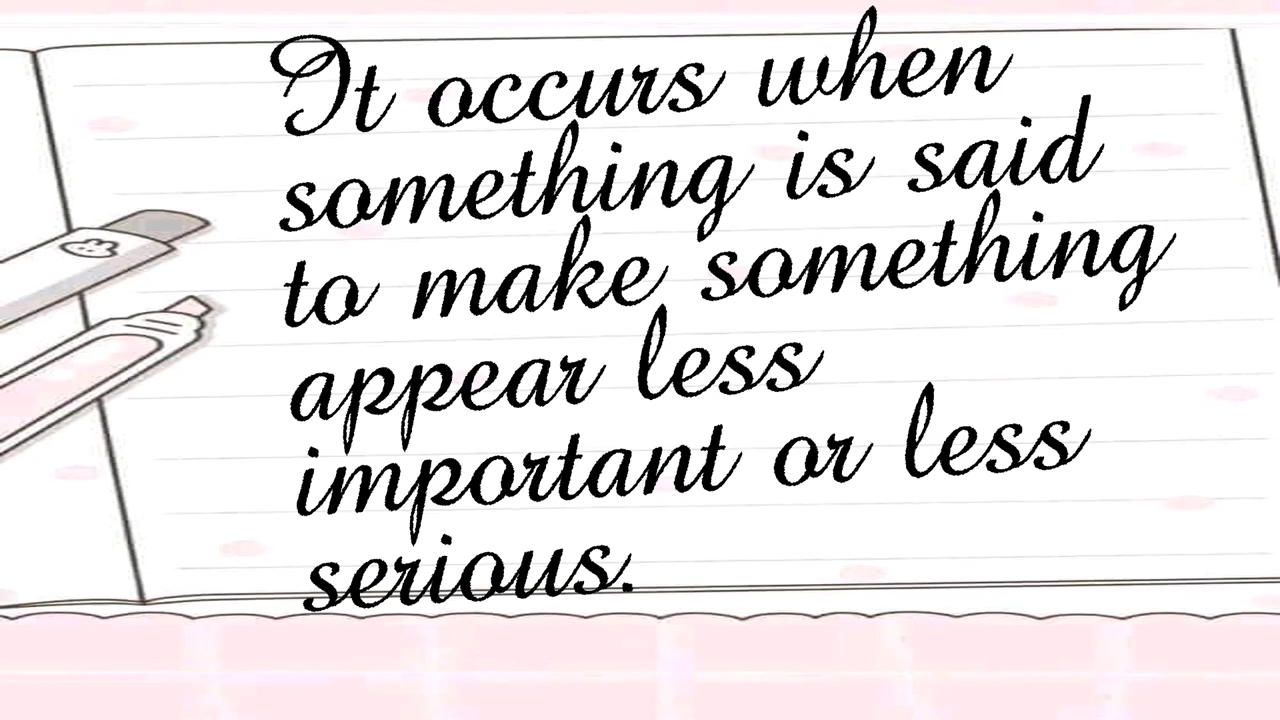 It occurs when
something is said
to make something
appear less
important or less
serious.